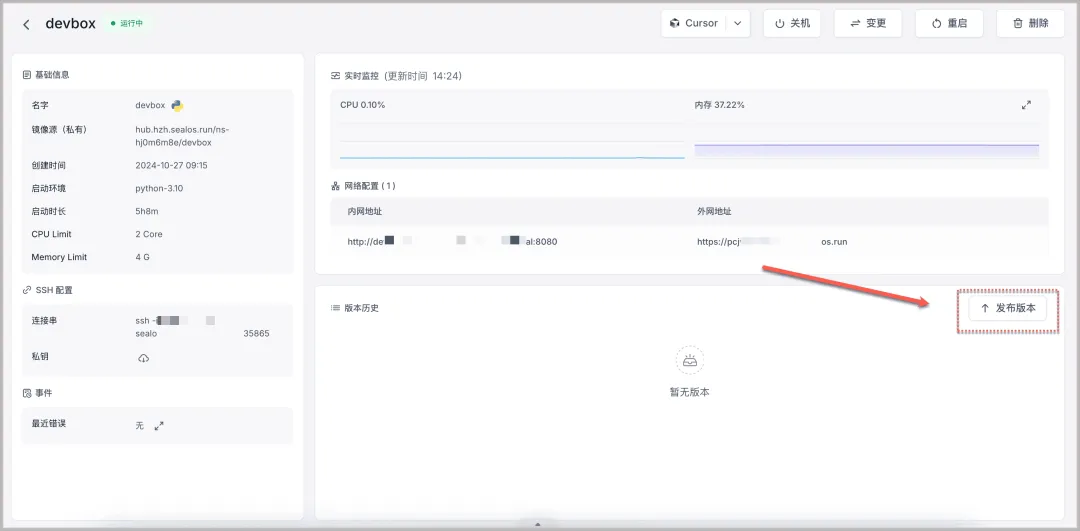 devbox
运行中
Cursor
关机
变更
重启
删除
基础信息
名字 devbox
镜像源（私有） hub.hzh.sealos.run/ns-
hj0m6m8e/devbox
创建时间 2024-10-27 09:15
启动环境 python-3.10
启动时长 5h8m
CPU Limit 2 Core
Memory Limit 4 G
SSH 配置
连接串 ssh -
sealo 35865
私钥
事件
最近错误 无
实时监控 (更新时间 14:24)
CPU 0.10%
内存 37.22%
网络配置 ( 1 )
内网地址 外网地址
http://de al:8080 https://pcj os.run
版本历史
发布版本
暂无版本